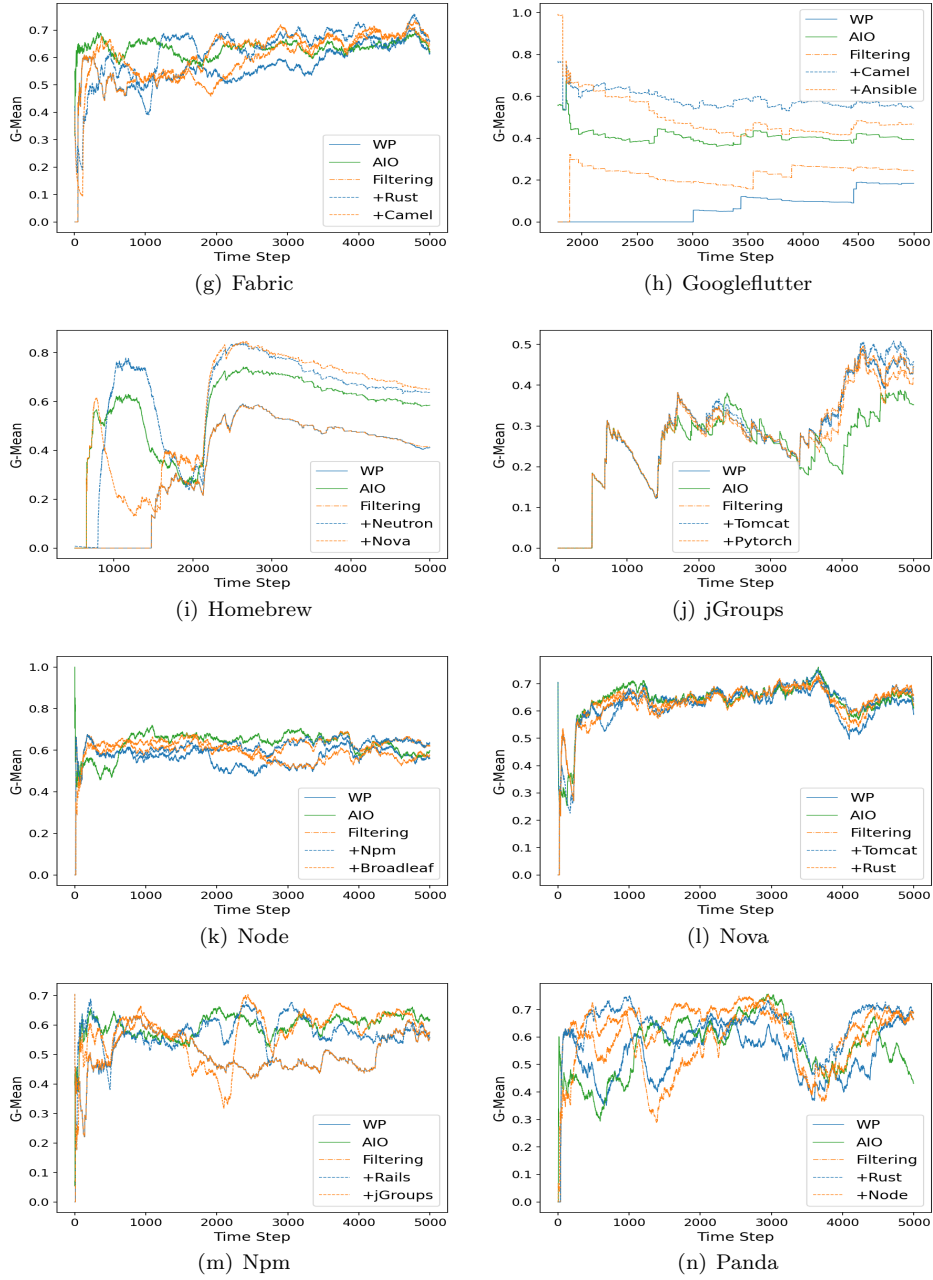 G-Mean
0.7
0.6
0.5
0.4
0.3
0.2
0.1
0.0
WP
AIO
Filtering
+Rust
+Camel
0 1000 2000 3000 4000 5000
Time Step
(g) Fabric
G-Mean
1.0
0.8
0.6
0.4
0.2
0.0
WP
AIO
Filtering
+Camel
+Ansible
2000 2500 3000 3500 4000 4500 5000
Time Step
(h) Googleflutter
G-Mean
0.8
0.6
0.4
0.2
0.0
WP
AIO
Filtering
+Neutron
+Nova
1000 2000 3000 4000 5000
Time Step
(i) Homebrew
G-Mean
0.5
0.4
0.3
0.2
0.1
0.0
WP
AIO
Filtering
+Tomcat
+Pytorch
0 1000 2000 3000 4000 5000
Time Step
(j) jGroups
G-Mean
1.0
0.8
0.6
0.4
0.2
0.0
WP
AIO
Filtering
+Npm
+Broadleaf
0 1000 2000 3000 4000 5000
Time Step
(k) Node
G-Mean
0.7
0.6
0.5
0.4
0.3
0.2
0.1
0.0
WP
AIO
Filtering
+Tomcat
+Rust
0 1000 2000 3000 4000 5000
Time Step
(l) Nova
G-Mean
0.7
0.6
0.5
0.4
0.3
0.2
0.1
0.0
WP
AIO
Filtering
+Rails
+jGroups
0 1000 2000 3000 4000 5000
Time Step
(m) Npm
G-Mean
0.7
0.6
0.5
0.4
0.3
0.2
0.1
0.0
WP
AIO
Filtering
+Rust
+Node
0 1000 2000 3000 4000 5000
Time Step
(n) Panda